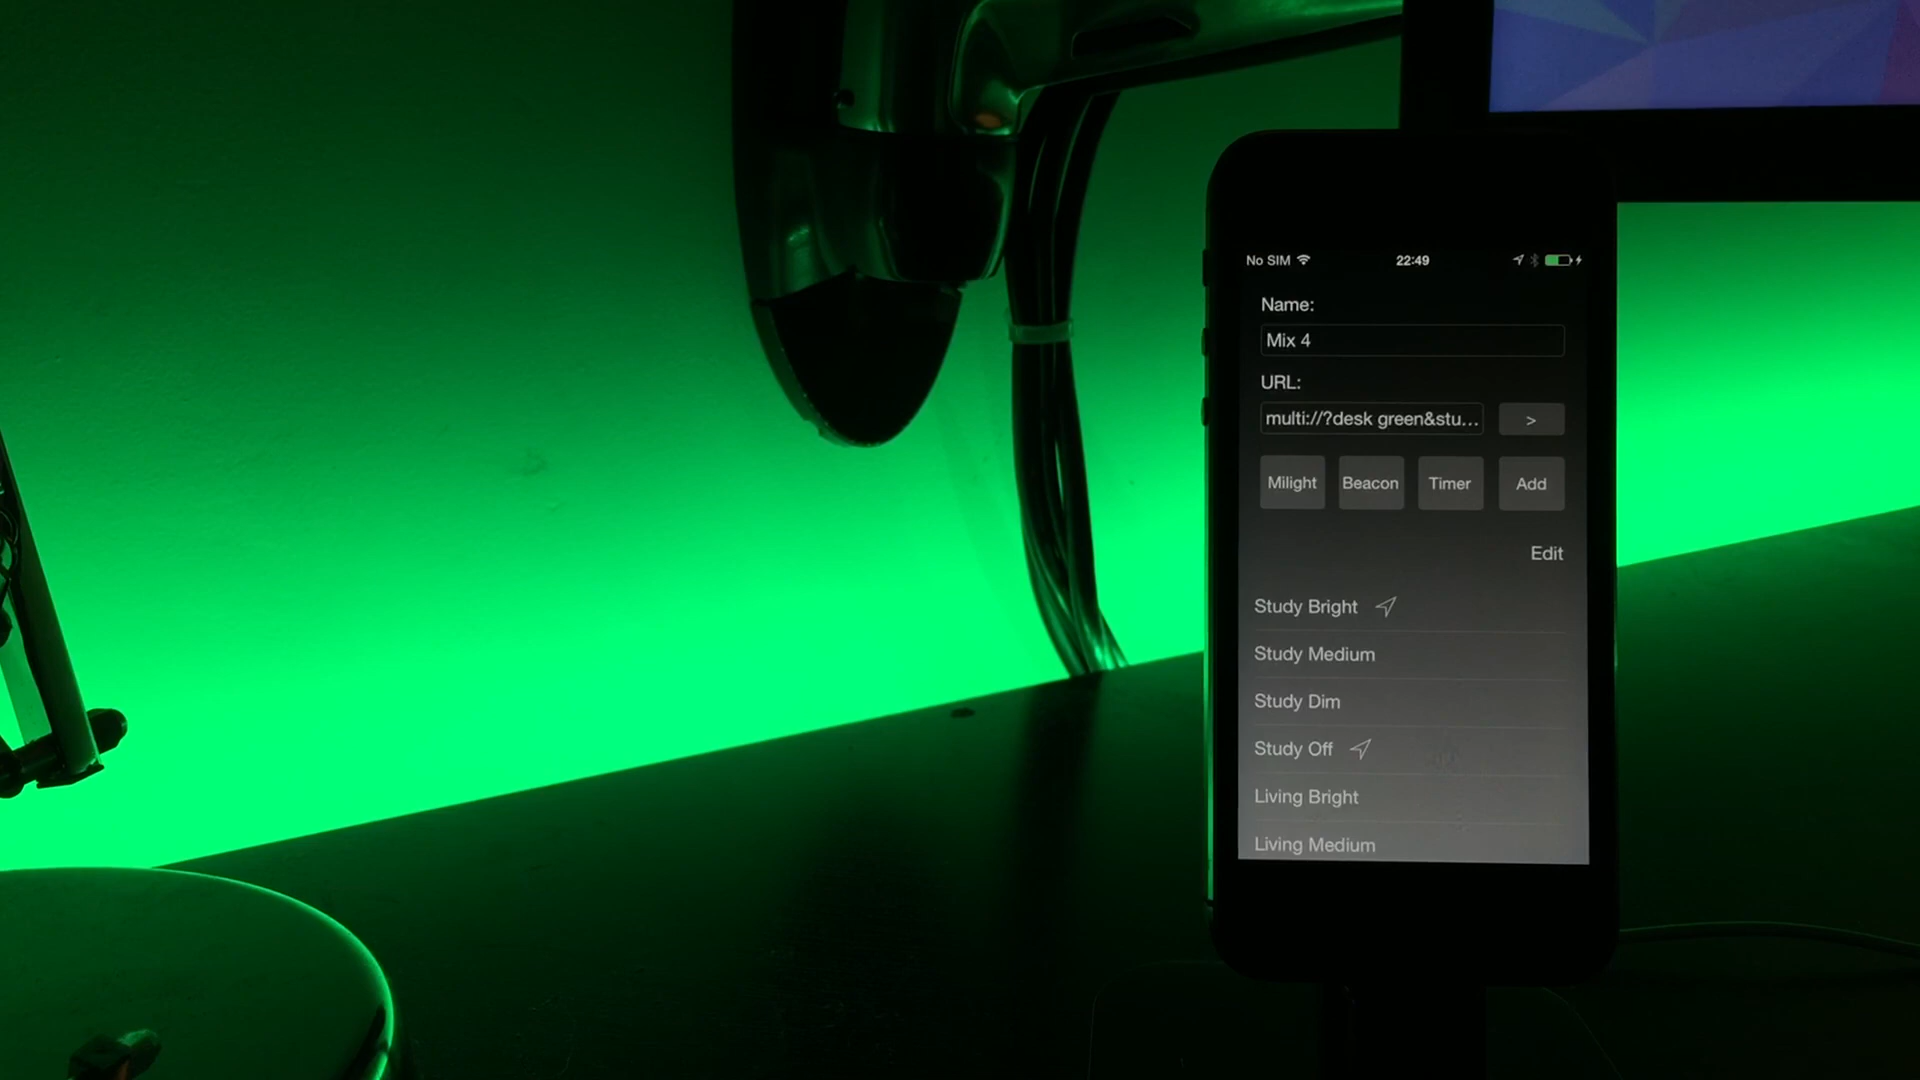 No SIM 22:49
Name:
Mix 4
URL:
multi://?desk green&stu... >
Milight Beacon Timer Add
Edit
Study Bright
Study Medium
Study Dim
Study Off
Living Bright
Living Medium